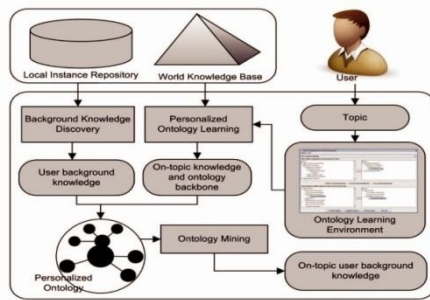 Local Instance Repository
World Knowledge Base
User
Background Knowledge
Discovery
Personalized
Ontology Learning
Topic
User background
knowledge
On-topic knowledge
and ontology
backbone
Ontology Learning
Environment
Ontology Mining
Personalized
Ontology
On-topic user background
knowledge